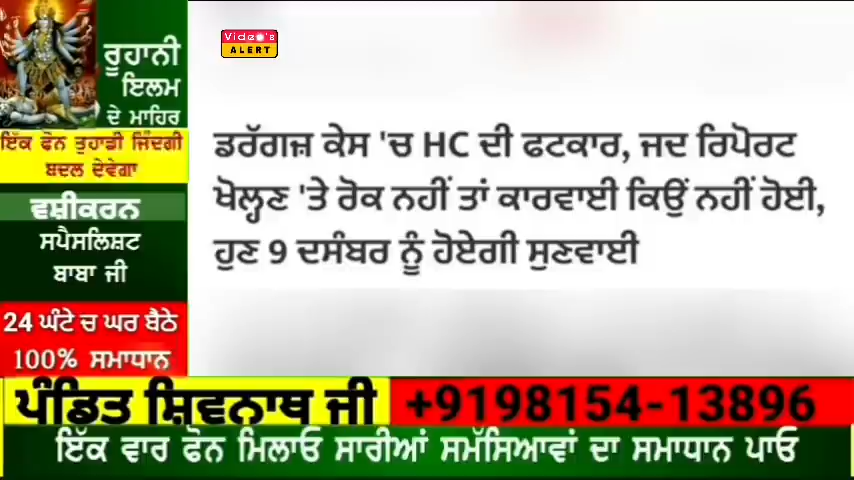 ਰੂਹਾਨੀ
ਇਲਮ
ਦੇ ਮਾਹਿਰ
ਇੱਕ ਫੋਨ ਤੁਹਾਡੀ ਜਿੰਦਗੀ
ਬਦਲ ਦੇਵੇਗਾ
ਵਸ਼ੀਕਰਨ
ਸਪੈਸਲਿਸ਼ਟ
ਬਾਬਾ ਜੀ
24 ਘੰਟੇ ਚ ਘਰ ਬੈਠੇ
100% ਸਮਾਧਾਨ
Video's
ALERT
ਡਰੱਗਜ਼ ਕੇਸ 'ਚ HC ਦੀ ਫਟਕਾਰ, ਜਦ ਰਿਪੋਰਟ
ਖੋਲ੍ਹਣ 'ਤੇ ਰੋਕ ਨਹੀਂ ਤਾਂ ਕਾਰਵਾਈ ਕਿਉਂ ਨਹੀਂ ਹੋਈ,
ਹੁਣ 9 ਦਸੰਬਰ ਨੂੰ ਹੋਏਗੀ ਸੁਣਵਾਈ
ਪੰਡਿਤ ਸ਼ਿਵਨਾਥ ਜੀ +9198154-13896
ਇੱਕ ਵਾਰ ਫੋਨ ਮਿਲਾਓ ਸਾਰੀਆਂ ਸਮੱਸਿਆਵਾਂ ਦਾ ਸਮਾਧਾਨ ਪਾਓ